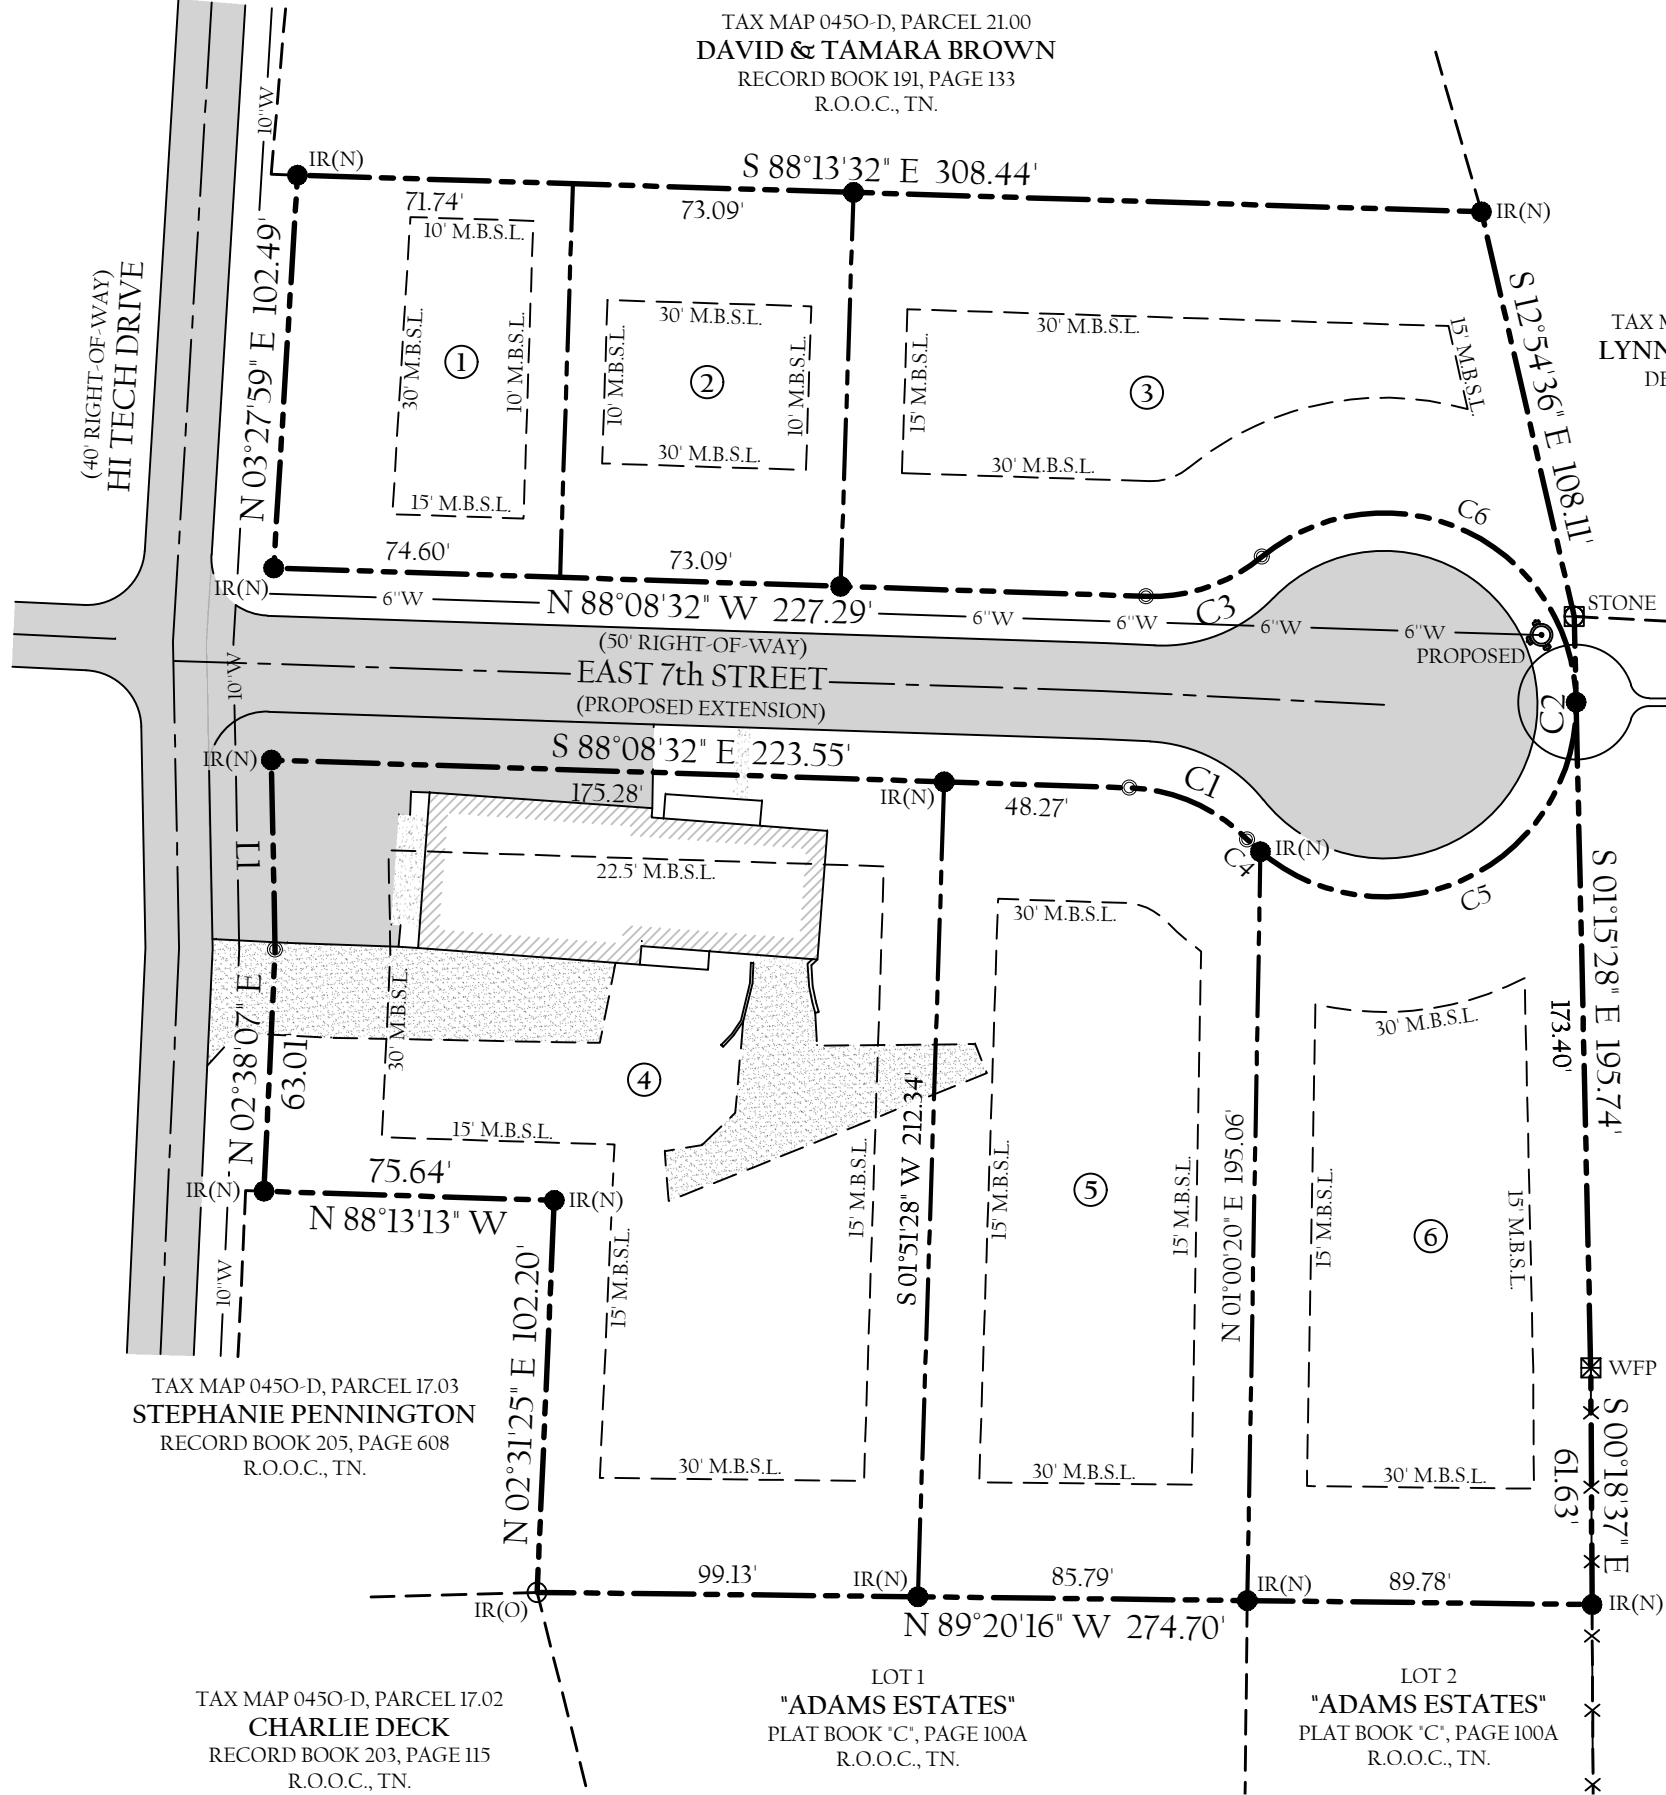 TAX MAP 045O-D, PARCEL 21.00
DAVID & TAMARA BROWN
RECORD BOOK 191, PAGE 133
R.O.O.C., TN.
10"W
IR(N)
S 88°13'32" E 308.44'
71.74'
73.09'
IR(N)
10' M.B.S.L.
30' M.B.S.L.
10' M.B.S.L.
15' M.B.S.L.
1
30' M.B.S.L.
10' M.B.S.L.
10' M.B.S.L.
30' M.B.S.L.
2
30' M.B.S.L.
15' M.B.S.L.
15' M.B.S.L.
30' M.B.S.L.
3
N 03°27'59" E 102.49'
(40' RIGHT-OF-WAY)
HI TECH DRIVE
S 12°54'36" E 108.11'
TAX
LYNN
DE
C6
74.60'
73.09'
IR(N)
6"W
N 88°08'32" W 227.29'
6"W
6"W
C3
6"W
6"W
STONE
PROPOSED
(50' RIGHT-OF-WAY)
EAST 7th STREET
(PROPOSED EXTENSION)
10"W
C2
IR(N)
S 88°08'32" E 223.55'
175.28'
IR(N)
48.27'
C1
C4
IR(N)
C5
L1
22.5' M.B.S.L.
30' M.B.S.L.
30' M.B.S.L.
S 01°15'28" E 195.74'
173.40'
30' M.B.S.L.
N 02°38'07" E
63.01'
4
15' M.B.S.L.
S 01°51'28" W 212.34'
15' M.B.S.L.
15' M.B.S.L.
15' M.B.S.L.
5
N 01°00'20" E 195.06'
15' M.B.S.L.
15' M.B.S.L.
6
IR(N)
75.64'
IR(N)
N 88°13'13" W
15' M.B.S.L.
10"W
N 02°31'25" E 102.20'
WFP
TAX MAP 045O-D, PARCEL 17.03
STEPHANIE PENNINGTON
RECORD BOOK 205, PAGE 608
R.O.O.C., TN.
30' M.B.S.L.
30' M.B.S.L.
30' M.B.S.L.
S 00°18'37" E
61.63'
99.13'
IR(N)
85.79'
IR(N)
89.78'
IR(N)
IR(O)
N 89°20'16" W 274.70'
LOT 1
"ADAMS ESTATES"
PLAT BOOK "C", PAGE 100A
R.O.O.C., TN.
LOT 2
"ADAMS ESTATES"
PLAT BOOK "C", PAGE 100A
R.O.O.C., TN.
TAX MAP 045O-D, PARCEL 17.02
CHARLIE DECK
RECORD BOOK 203, PAGE 115
R.O.O.C., TN.